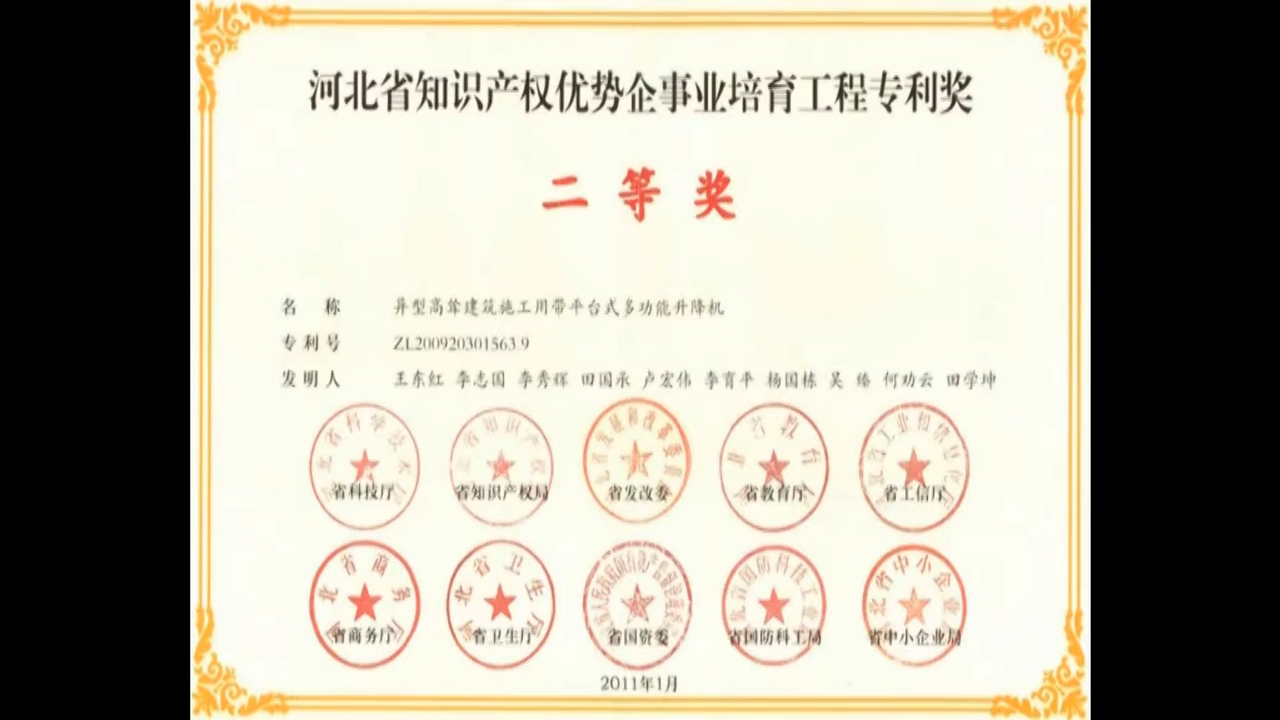 河北省知识产权优势企事业培育工程专利奖
二等奖
名 称 异型高耸建筑施工用带平台式多功能升降机
专利号 ZL200920301563.9
发明人 王东红 李志国 李秀辉 田国承 卢宏伟 李育平 杨国栋 吴 臻 何劝云 田学坤
省科技厅 省知识产权局 省发改委 省教育厅 省工信厅
省商务厅 省卫生厅 省国资委 省国防科工局 省中小企业局
2011年1月